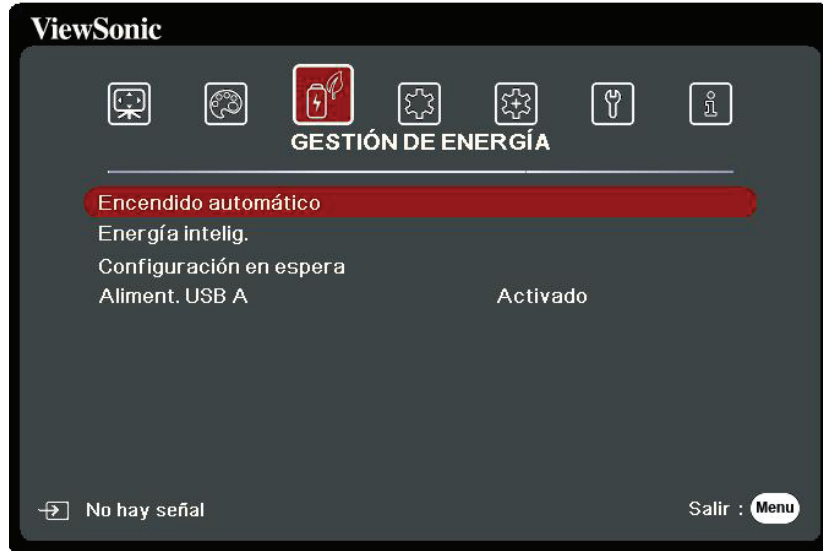 ViewSonic
GESTIÓN DE ENERGÍA
Encendido automático
Energía intelig.
Configuración en espera
Aliment. USB A Activado
No hay señal Salir : Menu